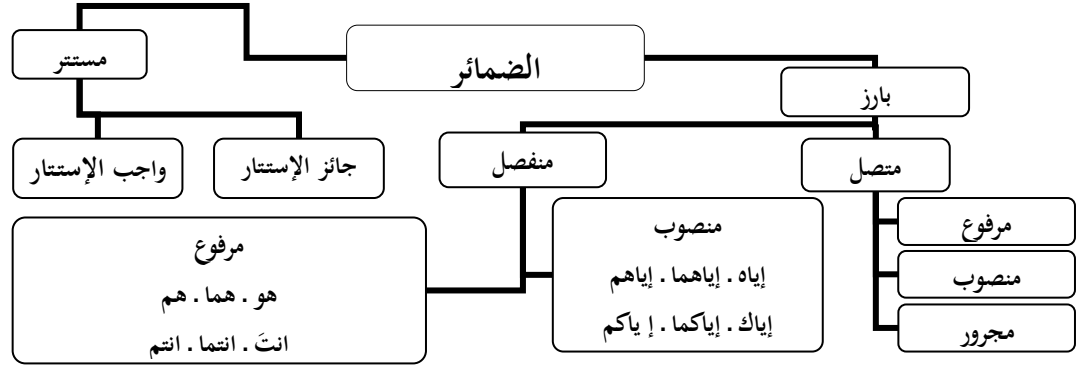 الضمائر
بارز
مستتر
متصل
منفصل
جائز الإستتار
واجب الإستتار
مرفوع
منصوب
مجرور
منصوب
إياه . إياهما . إياهم
إياك . إياكما . إ ياكم
مرفوع
هو . هما . هم
انتَ . انتما . انتم